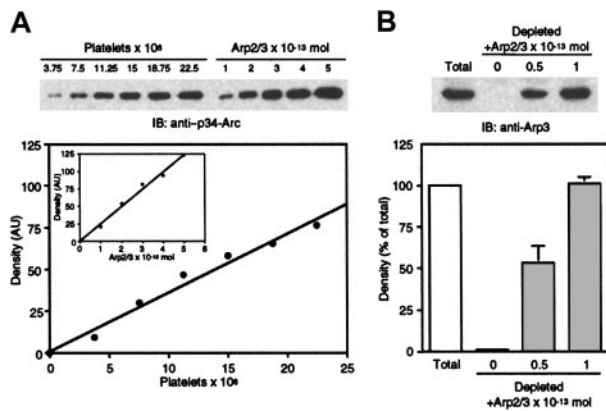 A
Platelets x 10⁶ Arp2/3 x 10⁻¹³ mol
3.75 7.5 11.25 15 18.75 22.5 1 2 3 4 5
IB: anti–p34-Arc
Density (AU)
125
100
75
50
25
0
125
100
75
50
25
0
Density (AU)
0 1 2 3 4 5 6
Arp2/3 x 10⁻¹³ mol
0 5 10 15 20 25
Platelets x 10⁶
B
Depleted
+Arp2/3 x 10⁻¹³ mol
Total 0 0.5 1
IB: anti-Arp3
Density (% of total)
125
100
75
50
25
0
Total 0 0.5 1
Depleted
+Arp2/3 x 10⁻¹³ mol